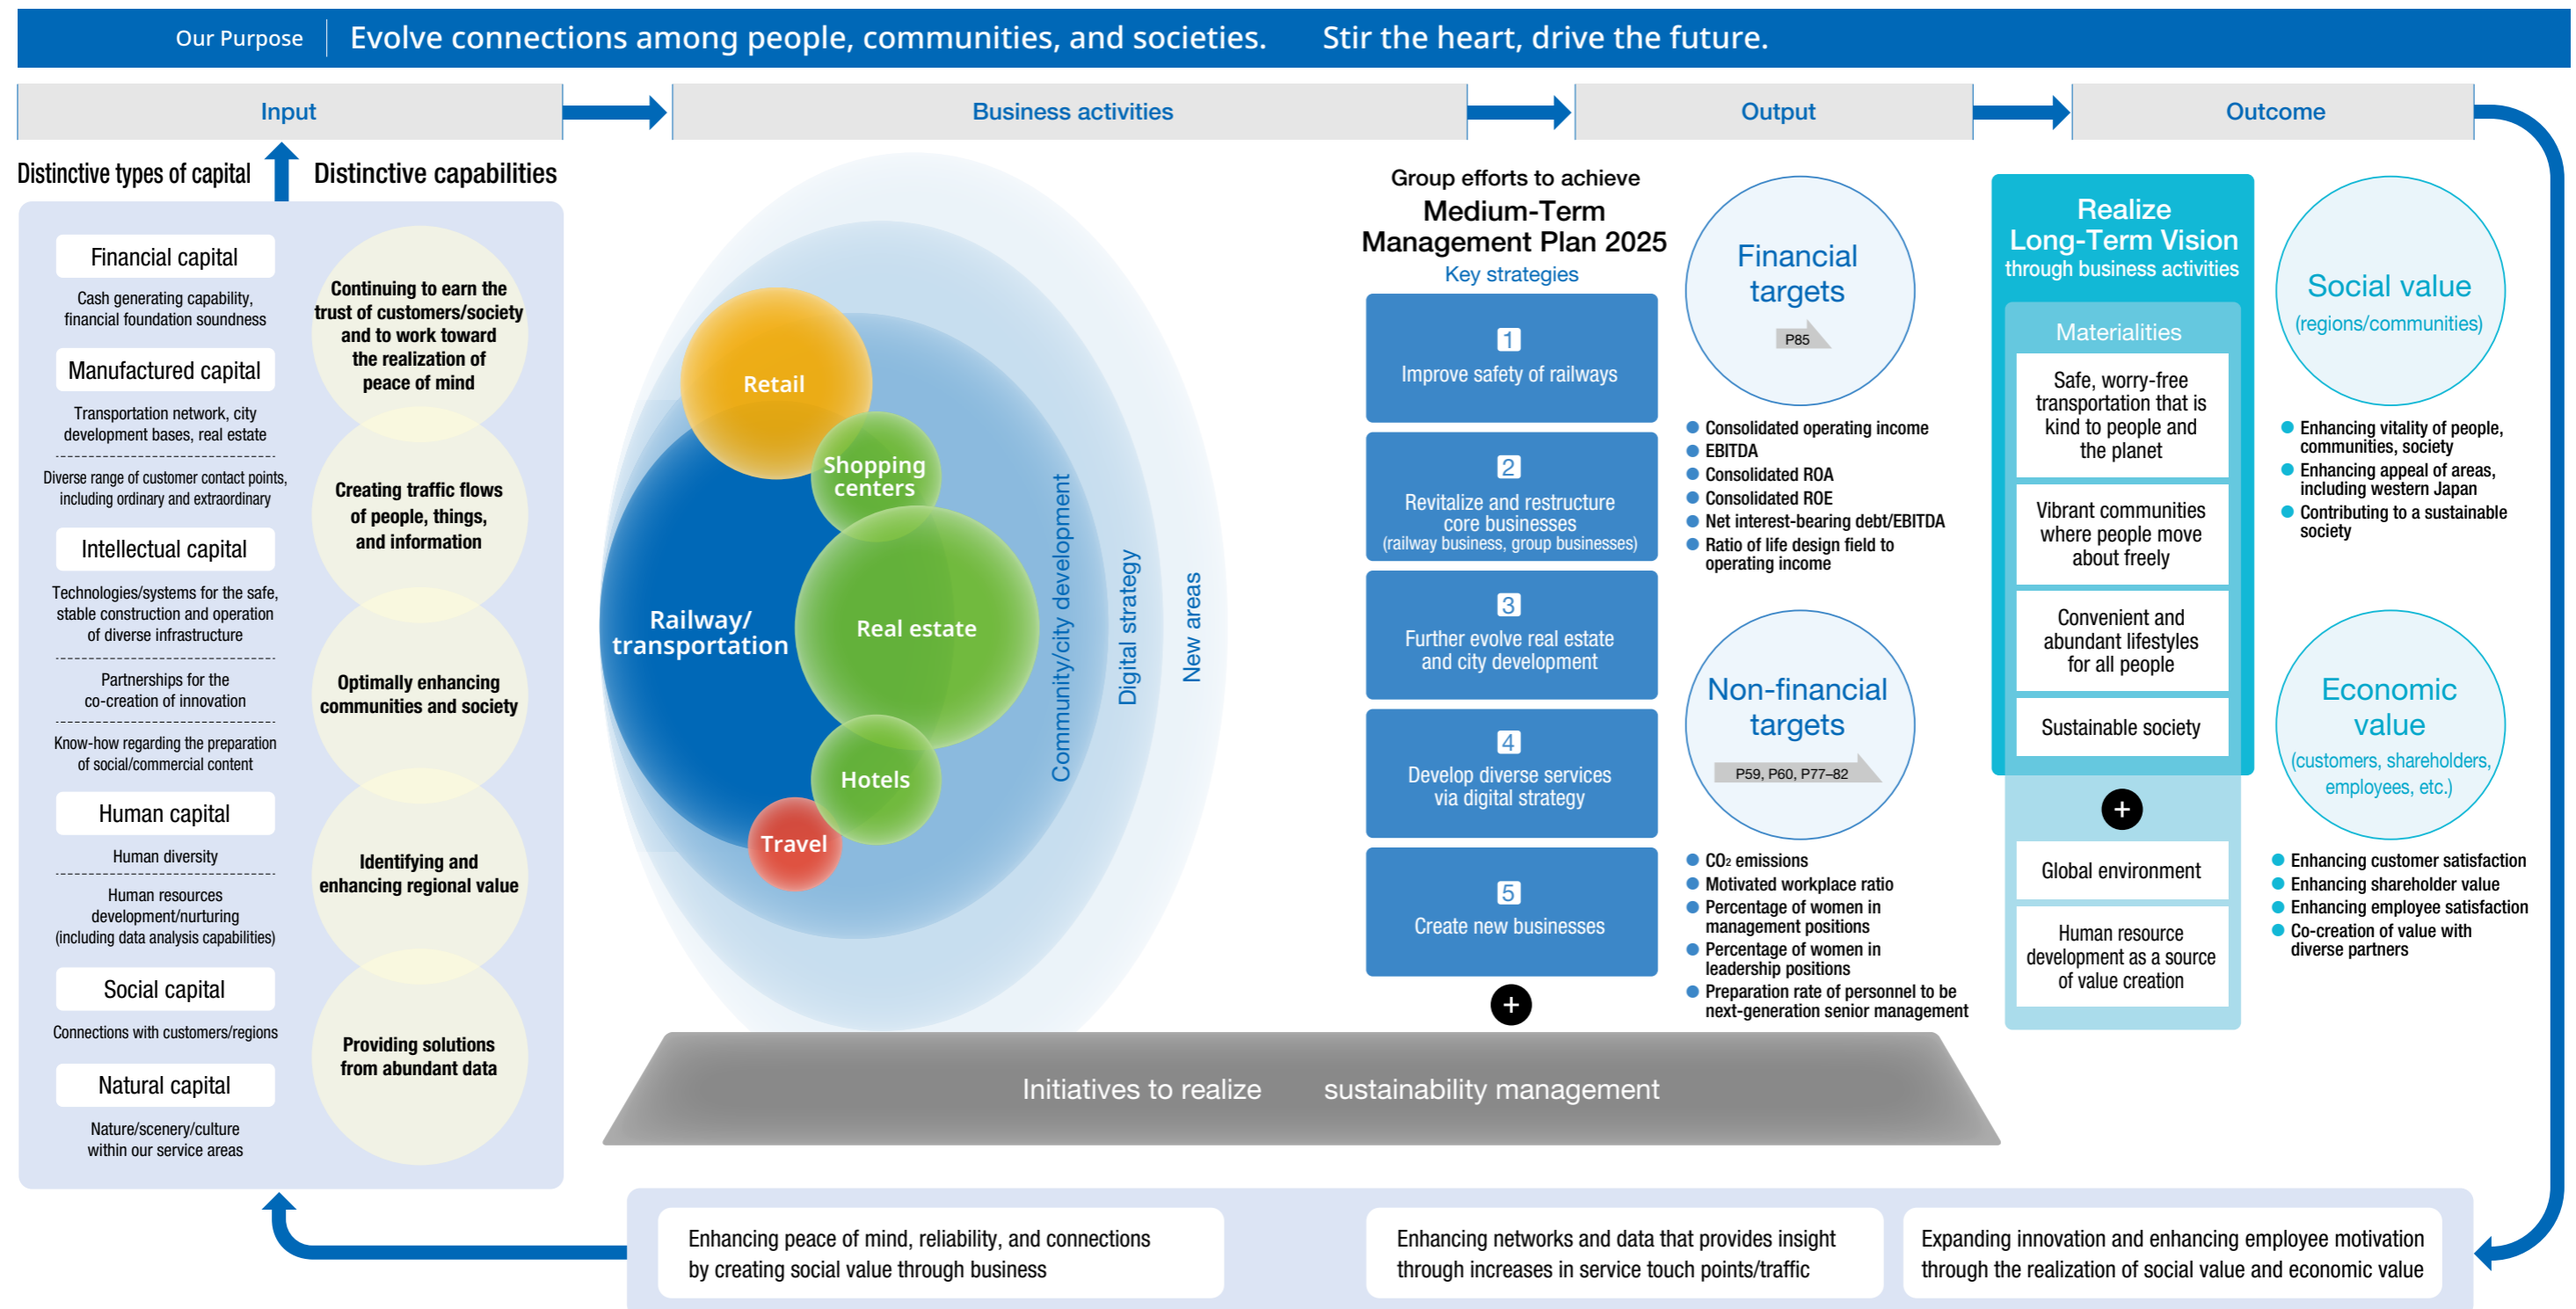 Our Purpose
Evolve connections among people, communities, and societies. Stir the heart, drive the future.
Input
Business activities
Output
Outcome
Distinctive types of capital
Distinctive capabilities
Financial capital
Cash generating capability,
financial foundation soundness
Manufactured capital
Transportation network, city
development bases, real estate
Diverse range of customer contact points,
including ordinary and extraordinary
Intellectual capital
Technologies/systems for the safe,
stable construction and operation
of diverse infrastructure
Partnerships for the
co-creation of innovation
Know-how regarding the preparation
of social/commercial content
Human capital
Human diversity
Human resources
development/nurturing
(including data analysis capabilities)
Social capital
Connections with customers/regions
Natural capital
Nature/scenery/culture
within our service areas
Continuing to earn the
trust of customers/society
and to work toward
the realization of
peace of mind
Creating traffic flows
of people, things,
and information
Optimally enhancing
communities and society
Identifying and
enhancing regional value
Providing solutions
from abundant data
Retail
Shopping
centers
Railway/
transportation
Real estate
Hotels
Travel
Community/city development
Digital strategy
New areas
Group efforts to achieve
Medium-Term
Management Plan 2025
Key strategies
1
Improve safety of railways
2
Revitalize and restructure
core businesses
(railway business, group businesses)
3
Further evolve real estate
and city development
4
Develop diverse services
via digital strategy
5
Create new businesses
+
Initiatives to realize sustainability management
Financial
targets
P85
● Consolidated operating income
● EBITDA
● Consolidated ROA
● Consolidated ROE
● Net interest-bearing debt/EBITDA
● Ratio of life design field to
operating income
Non-financial
targets
P59, P60, P77–82
● CO₂ emissions
● Motivated workplace ratio
● Percentage of women in
management positions
● Percentage of women in
leadership positions
● Preparation rate of personnel to be
next-generation senior management
Realize
Long-Term Vision
through business activities
Materialities
Safe, worry-free
transportation that is
kind to people and
the planet
Vibrant communities
where people move
about freely
Convenient and
abundant lifestyles
for all people
Sustainable society
+
Global environment
Human resource
development as a source
of value creation
Social value
(regions/communities)
● Enhancing vitality of people,
communities, society
● Enhancing appeal of areas,
including western Japan
● Contributing to a sustainable
society
Economic
value
(customers, shareholders,
employees, etc.)
● Enhancing customer satisfaction
● Enhancing shareholder value
● Enhancing employee satisfaction
● Co-creation of value with
diverse partners
Enhancing peace of mind, reliability, and connections
by creating social value through business
Enhancing networks and data that provides insight
through increases in service touch points/traffic
Expanding innovation and enhancing employee motivation
through the realization of social value and economic value